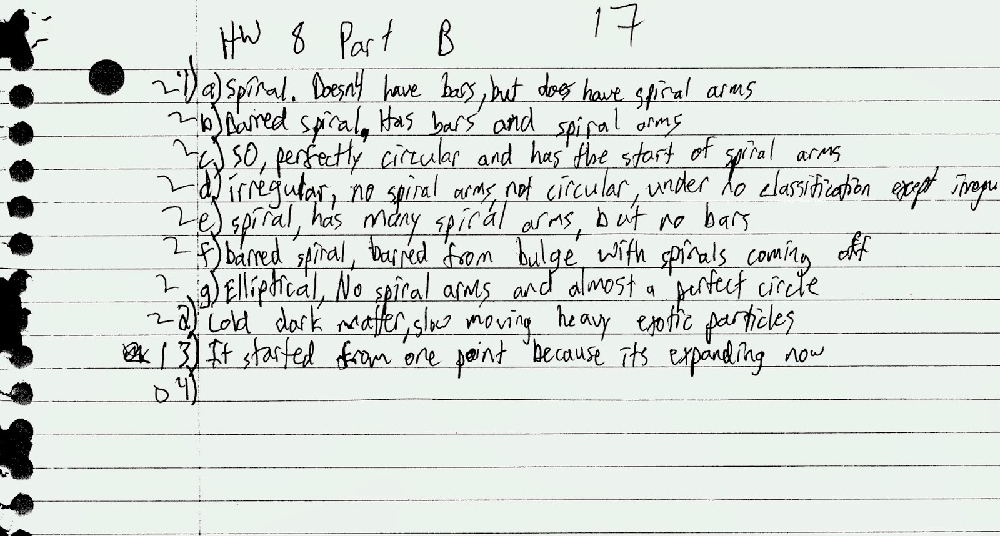 HW 8 Part B 17
2 1) a) Spiral. Doesn't have bars, but does have spiral arms
2 b) Barred spiral, Has bars and spiral arms
2 c) SO, perfectly circular and has the start of spiral arms
2 d) irregular, no spiral arms, not circular, under no classification except irregu
2 e) spiral, has many spiral arms, but no bars
2 f) barred spiral, barred from bulge with spirals coming off
2 g) Elliptical, No spiral arms and almost a perfect circle
2 2) Cold dark matter, slow moving heavy exotic particles
1 3) It started from one point because its expanding now
0 4)